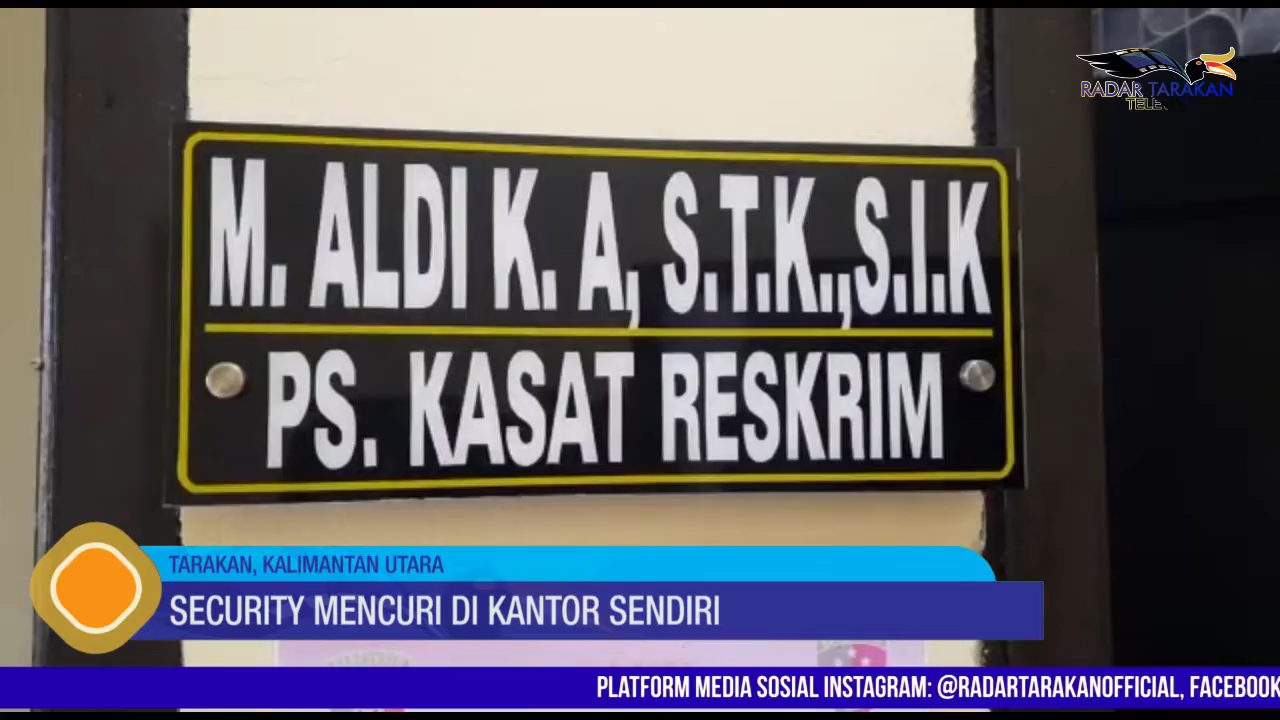 RADAR TARAKAN
M. ALDI K. A, S.T.K.,S.I.K
PS. KASAT RESKRIM
TARAKAN, KALIMANTAN UTARA
SECURITY MENCURI DI KANTOR SENDIRI
PLATFORM MEDIA SOSIAL INSTAGRAM: @RADARTARAKANOFFICIAL, FACEBOOK